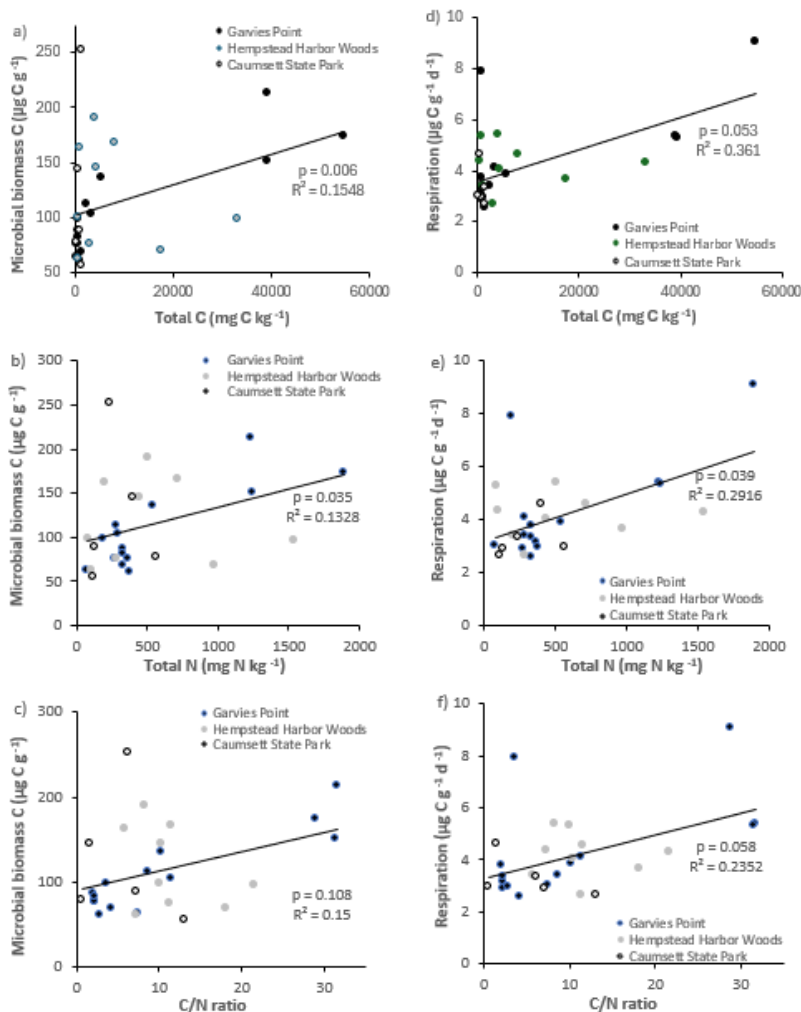 a)
Microbial biomass C (µg C g⁻¹)
250
200
150
100
50
Garvies Point
Hempstead Harbor Woods
Caumsett State Park
p = 0.006
R² = 0.1548
0
20000
40000
60000
Total C (mg C kg⁻¹)
d)
Respiration (µg C g⁻¹ d⁻¹)
10
8
6
4
2
0
p = 0.053
R² = 0.361
Garvies Point
Hempstead Harbor Woods
Caumsett State Park
0
20000
40000
60000
Total C (mg C kg⁻¹)
b)
Microbial biomass C (µg C g⁻¹)
300
250
200
150
100
50
0
Garvies Point
Hempstead Harbor Woods
Caumsett State Park
p = 0.035
R² = 0.1328
0
500
1000
1500
2000
Total N (mg N kg⁻¹)
e)
Respiration (µg C g⁻¹ d⁻¹)
10
8
6
4
2
0
p = 0.039
R² = 0.2916
Garvies Point
Hempstead Harbor Woods
Caumsett State Park
0
500
1000
1500
2000
Total N (mg N kg⁻¹)
c)
Microbial biomass C (µg C g⁻¹)
300
200
100
0
Garvies Point
Hempstead Harbor Woods
Caumsett State Park
p = 0.108
R² = 0.15
0
10
20
30
C/N ratio
f)
Respiration (µg C g⁻¹ d⁻¹)
10
8
6
4
2
0
p = 0.058
R² = 0.2352
Garvies Point
Hempstead Harbor Woods
Caumsett State Park
0
10
20
30
C/N ratio